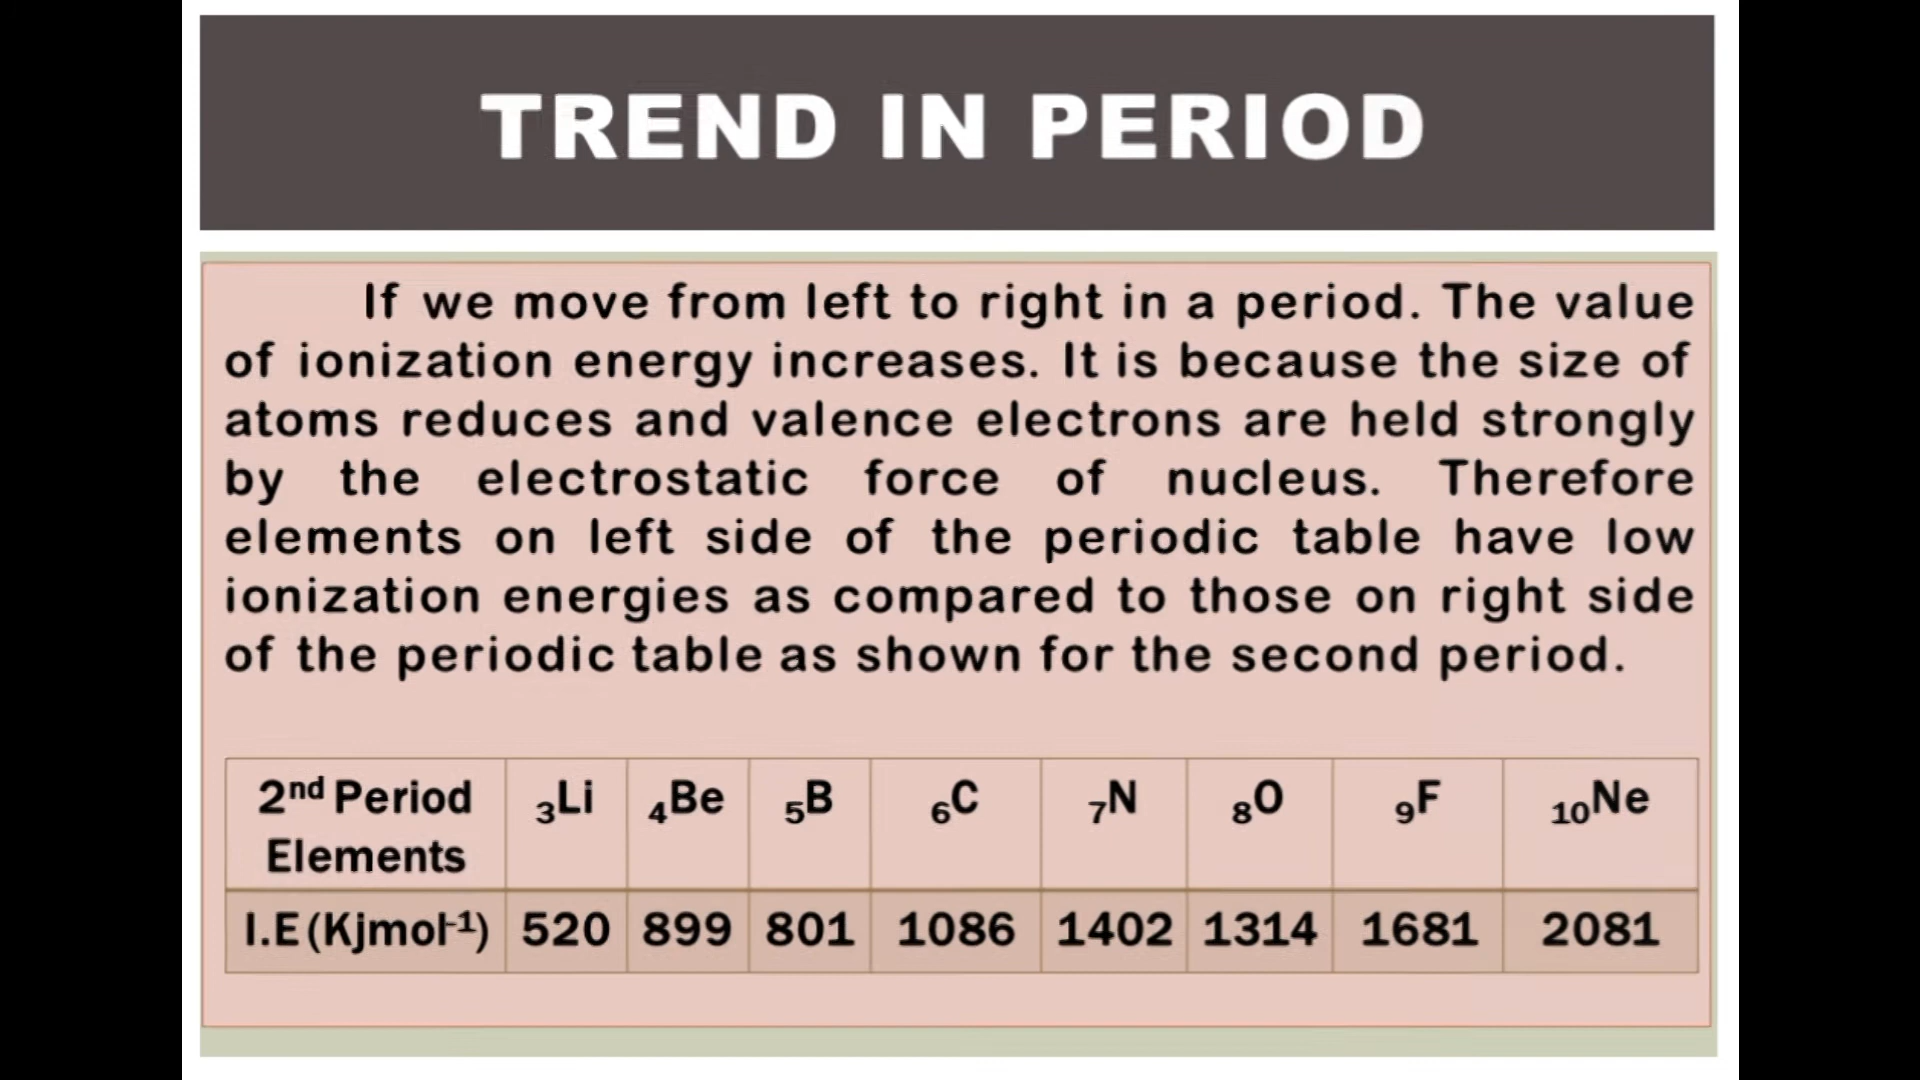 TREND IN PERIOD
If we move from left to right in a period. The value
of ionization energy increases. It is because the size of
atoms reduces and valence electrons are held strongly
by the electrostatic force of nucleus. Therefore
elements on left side of the periodic table have low
ionization energies as compared to those on right side
of the periodic table as shown for the second period.
2nd Period Elements ₃Li ₄Be ₅B ₆C ₇N ₈O ₉F ₁₀Ne
I.E (Kjmol⁻¹) 520 899 801 1086 1402 1314 1681 2081